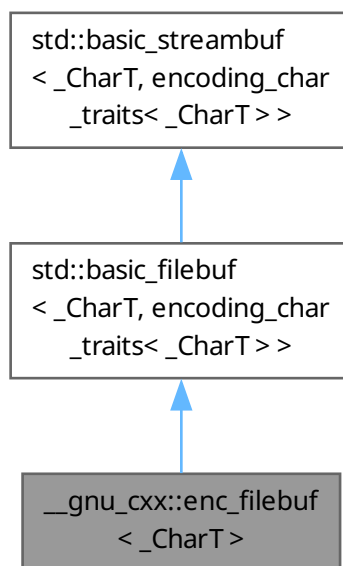 std::basic_streambuf
< _CharT, encoding_char
_traits< _CharT > >
std::basic_filebuf
< _CharT, encoding_char
_traits< _CharT > >
__gnu_cxx::enc_filebuf
< _CharT >